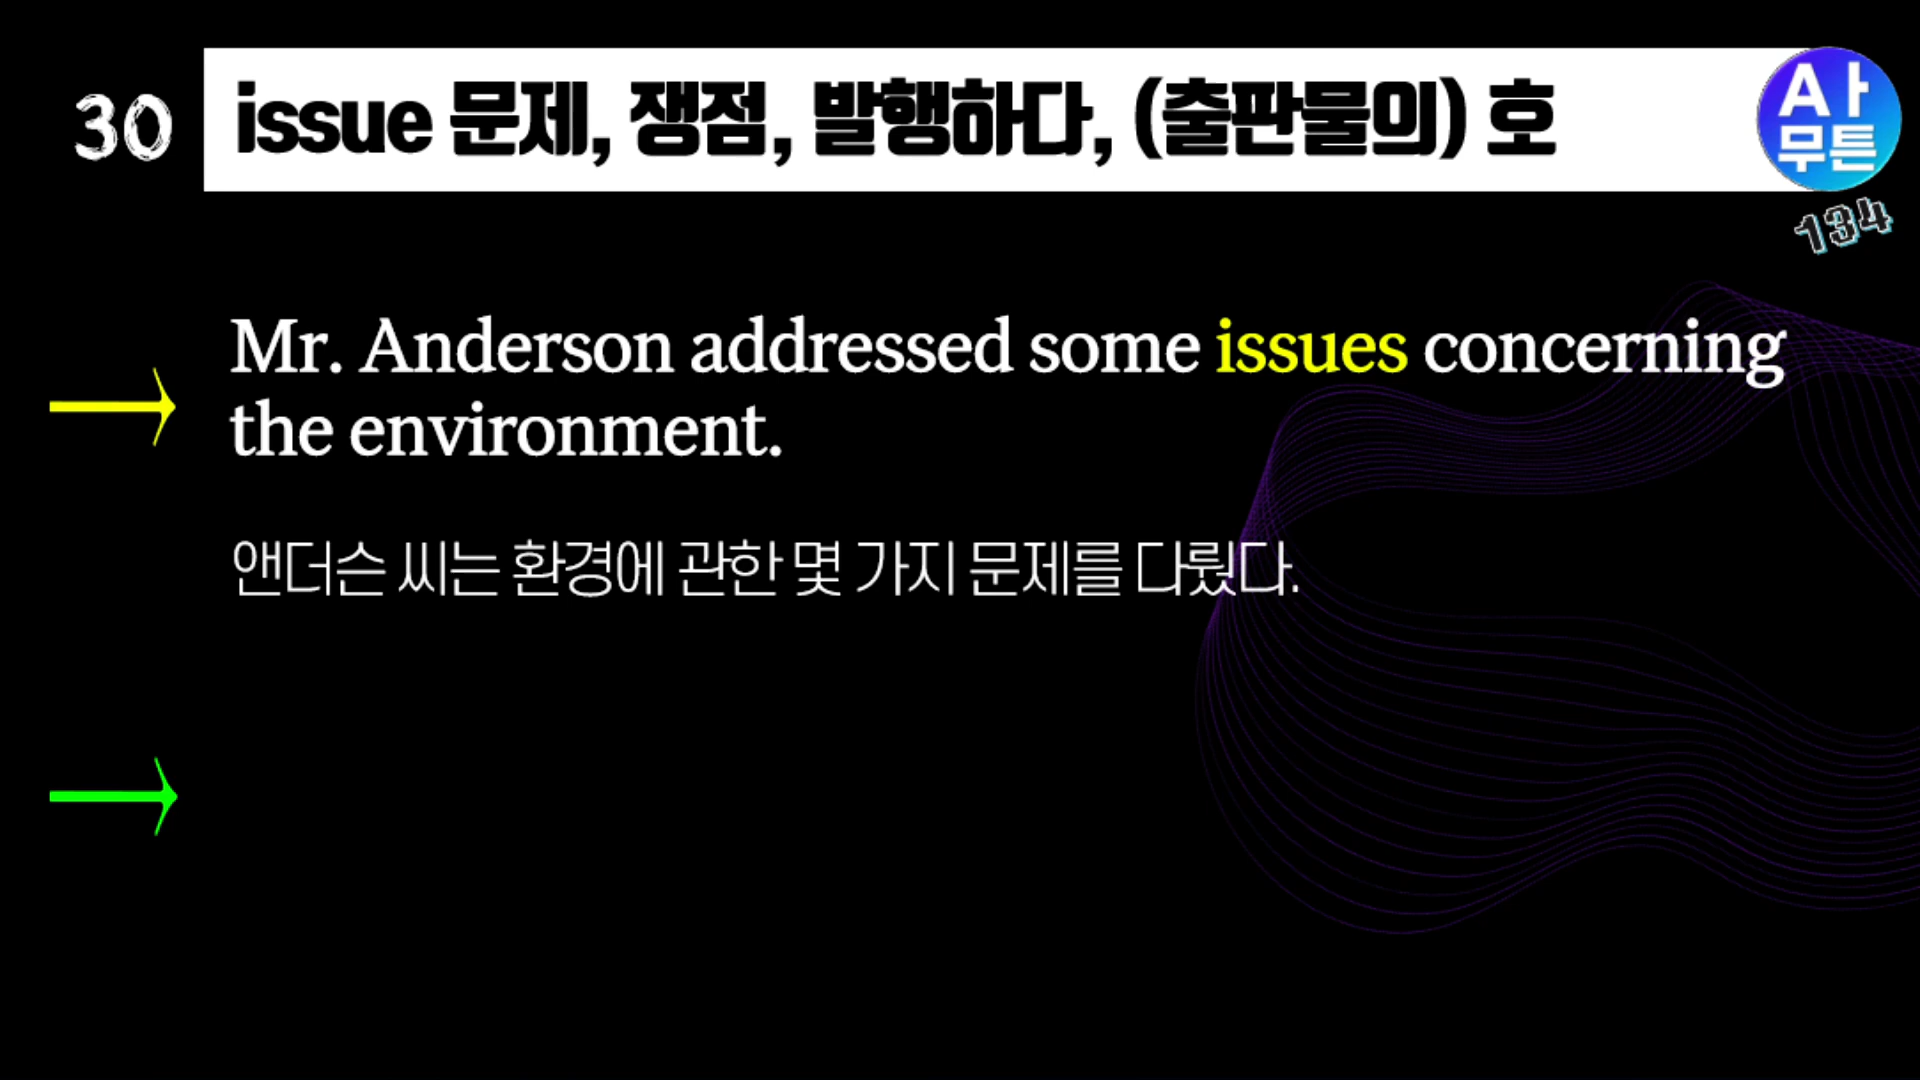 30
issue 문제, 쟁점, 발행하다, (출판물의) 호
아
무튼
134
Mr. Anderson addressed some issues concerning
the environment.
앤더슨 씨는 환경에 관한 몇 가지 문제를 다뤘다.